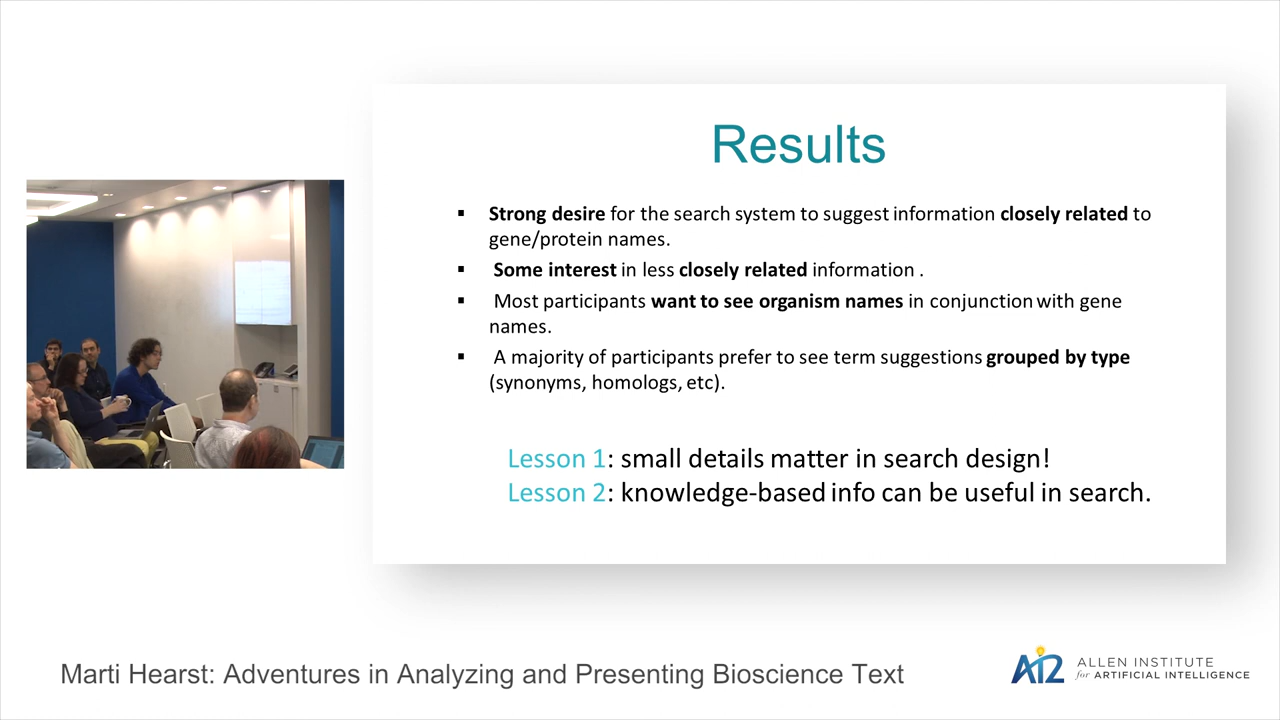 Results
▪ Strong desire for the search system to suggest information closely related to
gene/protein names.
▪ Some interest in less closely related information .
▪ Most participants want to see organism names in conjunction with gene
names.
▪ A majority of participants prefer to see term suggestions grouped by type
(synonyms, homologs, etc).
Lesson 1: small details matter in search design!
Lesson 2: knowledge-based info can be useful in search.
Marti Hearst: Adventures in Analyzing and Presenting Bioscience Text
AI2 ALLEN INSTITUTE
for ARTIFICIAL INTELLIGENCE